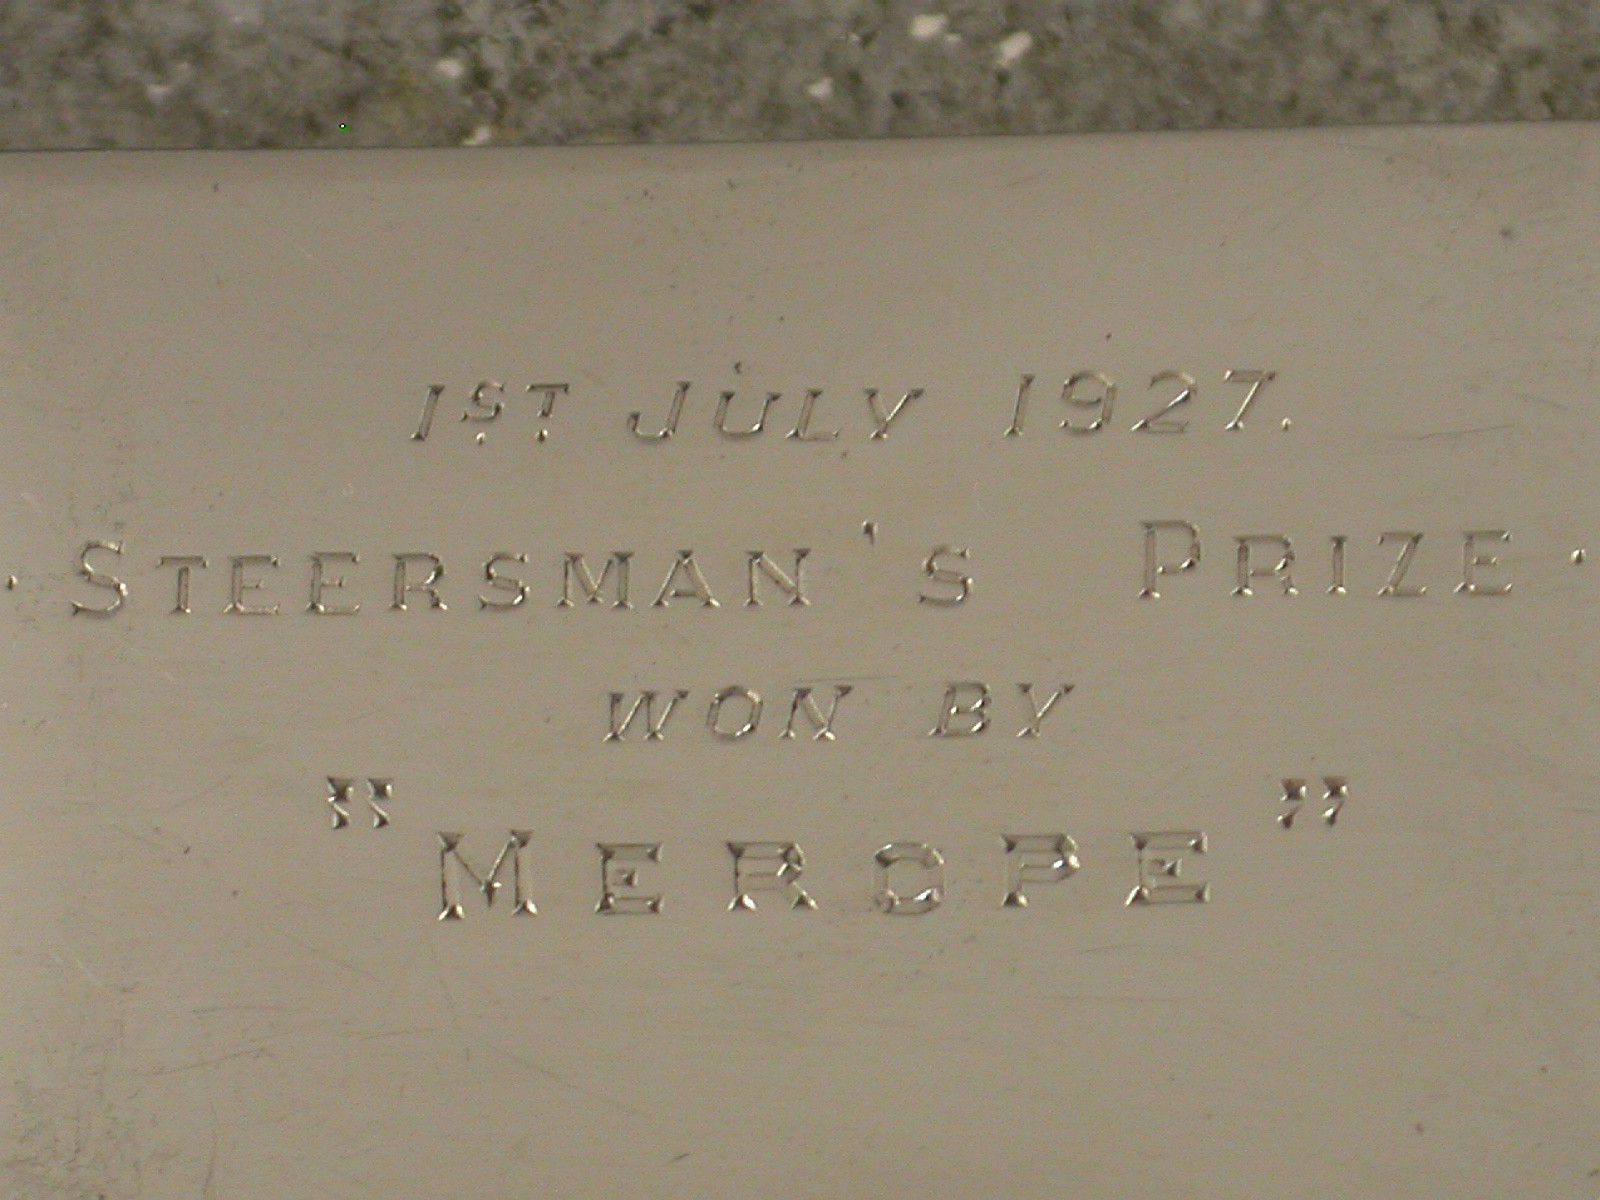 1ST JULY 1927.
· STEERSMAN'S PRIZE ·
WON BY
"MEROPE"